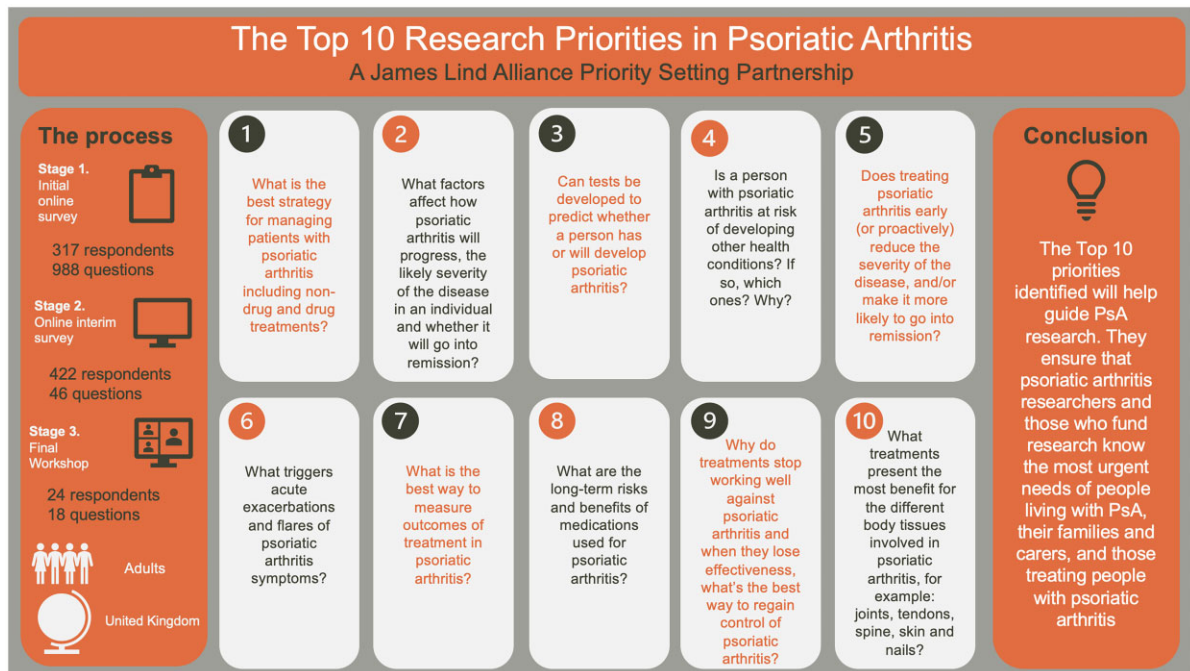 The Top 10 Research Priorities in Psoriatic Arthritis
A James Lind Alliance Priority Setting Partnership
The process
Stage 1.
Initial
online
survey
317 respondents
988 questions
Stage 2.
Online interim
survey
422 respondents
46 questions
Stage 3.
Final
Workshop
24 respondents
18 questions
Adults
United Kingdom
1
What is the
best strategy
for managing
patients with
psoriatic
arthritis
including non-
drug and drug
treatments?
2
What factors
affect how
psoriatic
arthritis will
progress, the
likely severity
of the disease
in an individual
and whether it
will go into
remission?
3
Can tests be
developed to
predict whether
a person has
or will develop
psoriatic
arthritis?
4
Is a person
with psoriatic
arthritis at risk
of developing
other health
conditions? If
so, which
ones? Why?
5
Does treating
psoriatic
arthritis early
(or proactively)
reduce the
severity of the
disease, and/or
make it more
likely to go into
remission?
6
What triggers
acute
exacerbations
and flares of
psoriatic
arthritis
symptoms?
7
What is the
best way to
measure
outcomes of
treatment in
psoriatic
arthritis?
8
What are the
long-term risks
and benefits of
medications
used for
psoriatic
arthritis?
9
Why do
treatments stop
working well
against
psoriatic
arthritis and
when they lose
effectiveness,
what's the best
way to regain
control of
psoriatic
arthritis?
10
What
treatments
present the
most benefit for
the different
body tissues
involved in
psoriatic
arthritis, for
example:
joints, tendons,
spine, skin and
nails?
Conclusion
The Top 10
priorities
identified will help
guide PsA
research. They
ensure that
psoriatic arthritis
researchers and
those who fund
research know
the most urgent
needs of people
living with PsA,
their families and
carers, and those
treating people
with psoriatic
arthritis